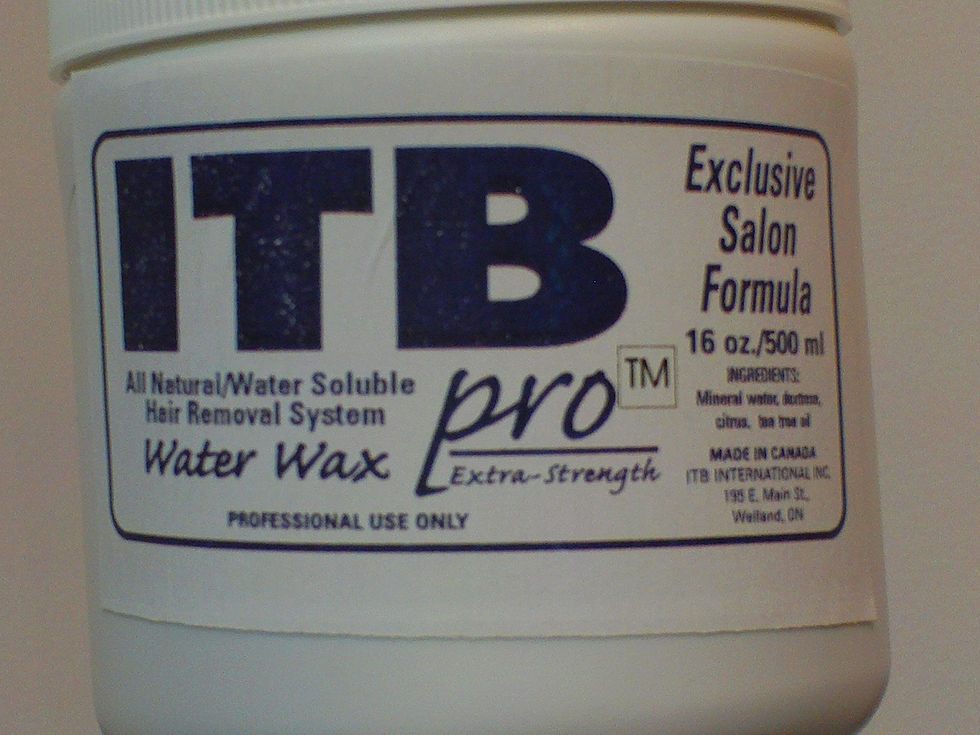 ITB
pro™
Extra-Strength
All Natural/Water Soluble
Hair Removal System
Water Wax
PROFESSIONAL USE ONLY
Exclusive
Salon
Formula
16 oz./500 ml
INGREDIENTS:
Mineral water, dextrose,
citrus, tea tree oil
MADE IN CANADA
ITB INTERNATIONAL INC.
195 E. Main St.,
Welland, ON